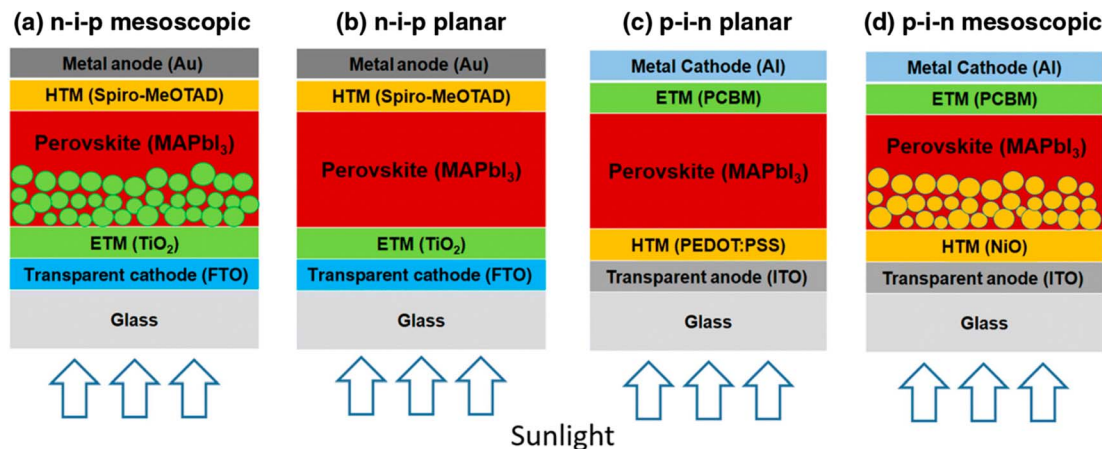 (a) n-i-p mesoscopic
Metal anode (Au)
HTM (Spiro-MeOTAD)
Perovskite (MAPbI₃)
ETM (TiO₂)
Transparent cathode (FTO)
Glass
(b) n-i-p planar
Metal anode (Au)
HTM (Spiro-MeOTAD)
Perovskite (MAPbI₃)
ETM (TiO₂)
Transparent cathode (FTO)
Glass
(c) p-i-n planar
Metal Cathode (Al)
ETM (PCBM)
Perovskite (MAPbI₃)
HTM (PEDOT:PSS)
Transparent anode (ITO)
Glass
(d) p-i-n mesoscopic
Metal Cathode (Al)
ETM (PCBM)
Perovskite (MAPbI₃)
HTM (NiO)
Transparent anode (ITO)
Glass
Sunlight